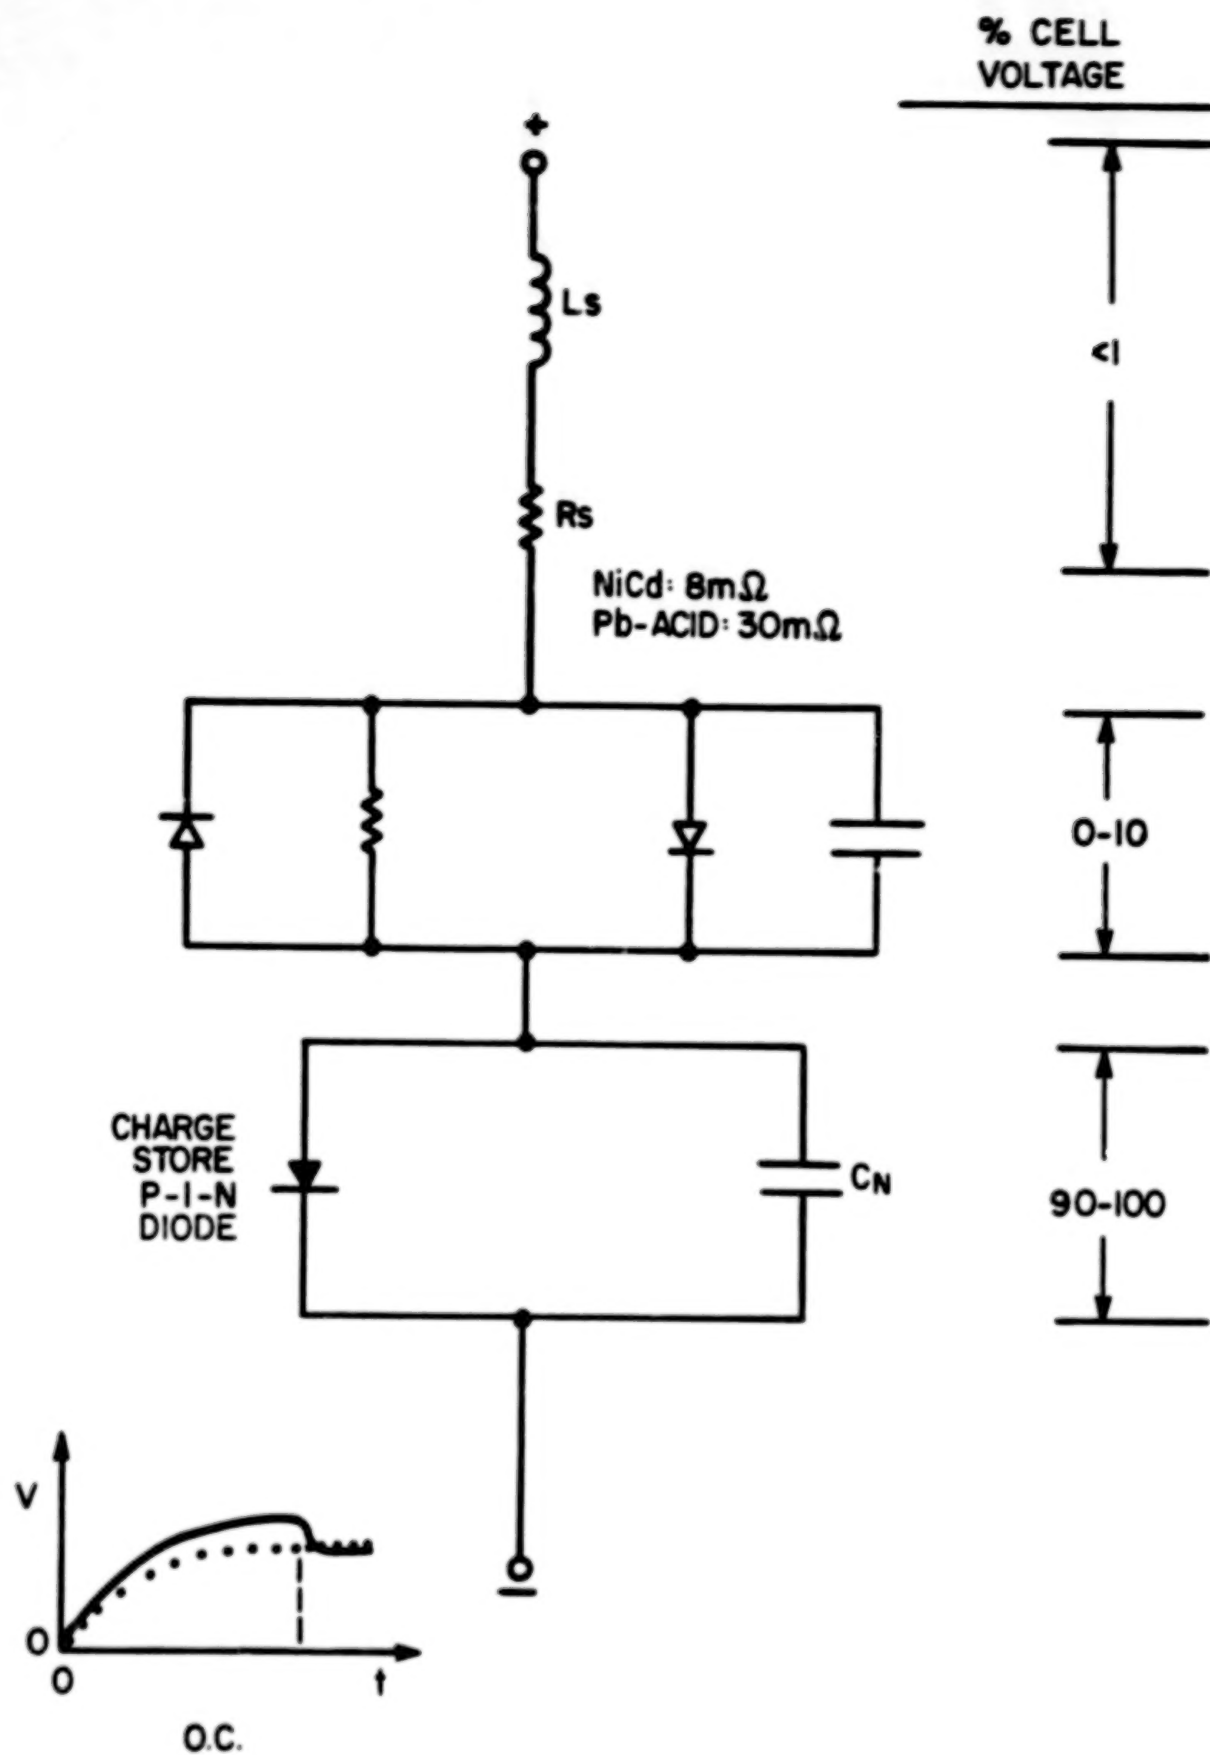 % CELL
VOLTAGE
+
Ls
<1
Rs
NiCd: 8mΩ
Pb-ACID: 30mΩ
0-10
CHARGE
STORE
P-I-N
DIODE
CN
90-100
V
0
0
t
O.C.
−